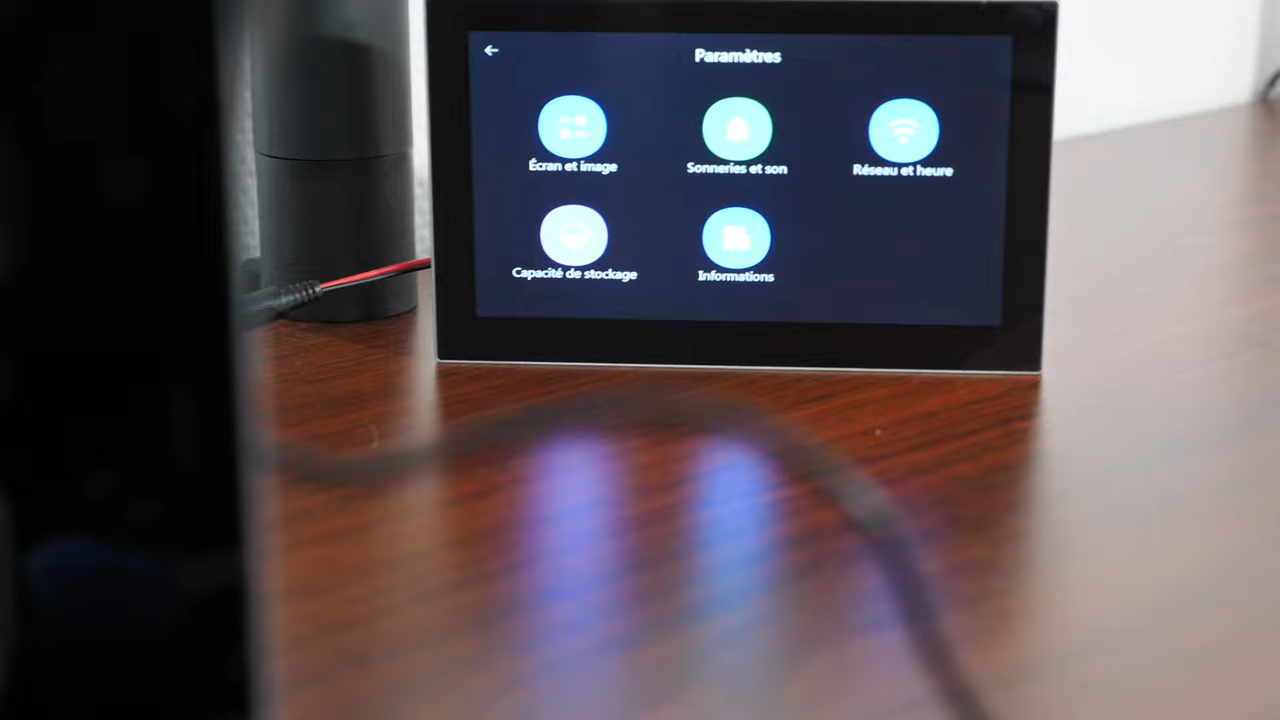 Paramètres
Écran et image
Sonneries et son
Réseau et heure
Capacité de stockage
Informations